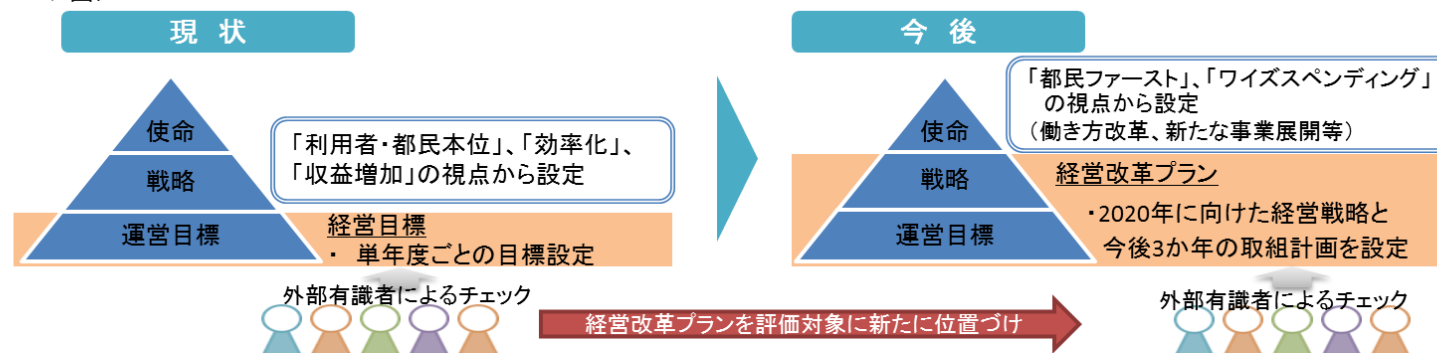 現 状
使命
戦略
運営目標
「利用者・都民本位」、「効率化」、
「収益増加」の視点から設定
経営目標
・ 単年度ごとの目標設定
外部有識者によるチェック
経営改革プランを評価対象に新たに位置づけ
今 後
使命
戦略
運営目標
「都民ファースト」、「ワイズスペンディング」
の視点から設定
（働き方改革、新たな事業展開等）
経営改革プラン
・2020年に向けた経営戦略と
今後3か年の取組計画を設定
外部有識者によるチェック